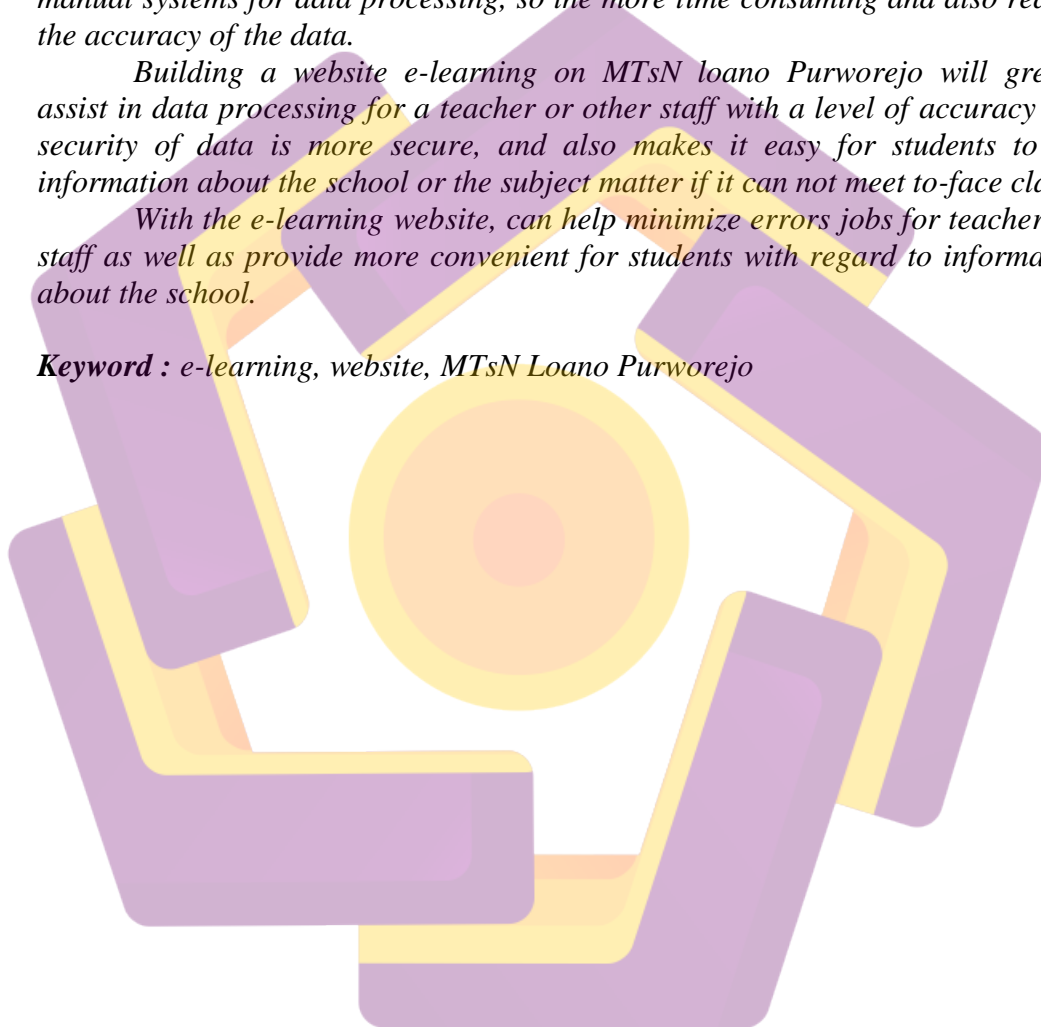 manual systems for data processing, so the more time consuming and also
the accuracy of the data.
Building a website e-learning on MTsN loano Purworejo will
assist in data processing for a teacher or other staff with a level of accuracy
security of data is more secure, and also makes it easy for students to
information about the school or the subject matter if it can not meet to-face
With the e-learning website, can help minimize errors jobs for teacher
staff as well as provide more convenient for students with regard to
about the school.
Keyword : e-learning, website, MTsN Loano Purworejo